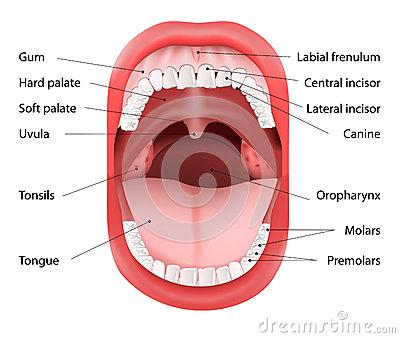 Gum
Hard palate
Soft palate
Uvula
Tonsils
Tongue
Labial frenulum
Central incisor
Lateral incisor
Canine
Oropharynx
Molars
Premolars
dreamstime.com